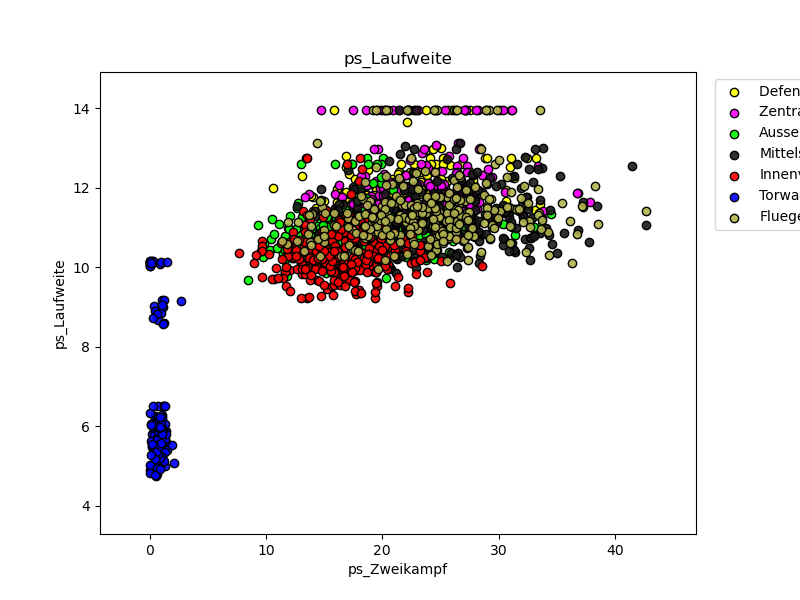 ps_Laufweite
14
12
10
8
6
4
ps_Laufweite
0
10
20
30
40
ps_Zweikampf
Defen
Zentra
Ausse
Mittels
Innenv
Torwa
Fluege